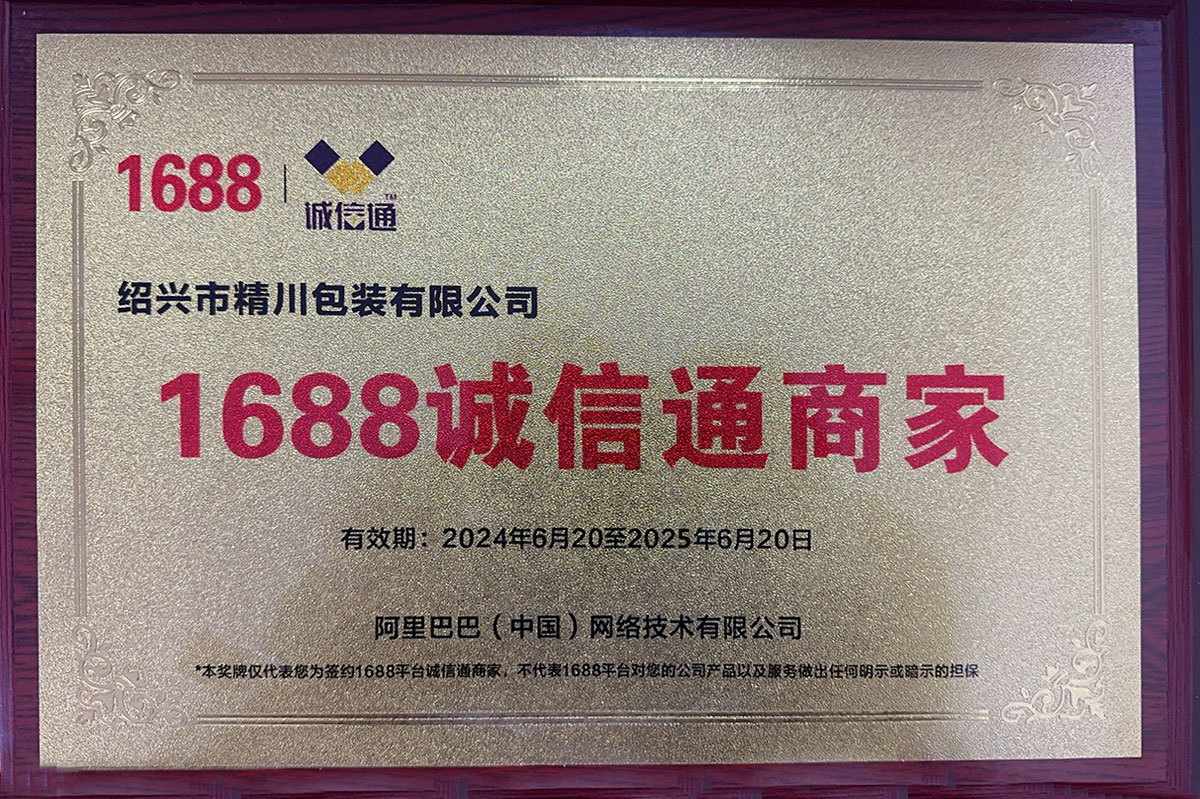 1688 | 诚信通™
绍兴市精川包装有限公司
1688诚信通商家
有效期：2024年6月20至2025年6月20日
阿里巴巴（中国）网络技术有限公司
*本奖牌仅代表您为签约1688平台诚信通商家，不代表1688平台对您的公司产品以及服务做出任何明示或暗示的担保